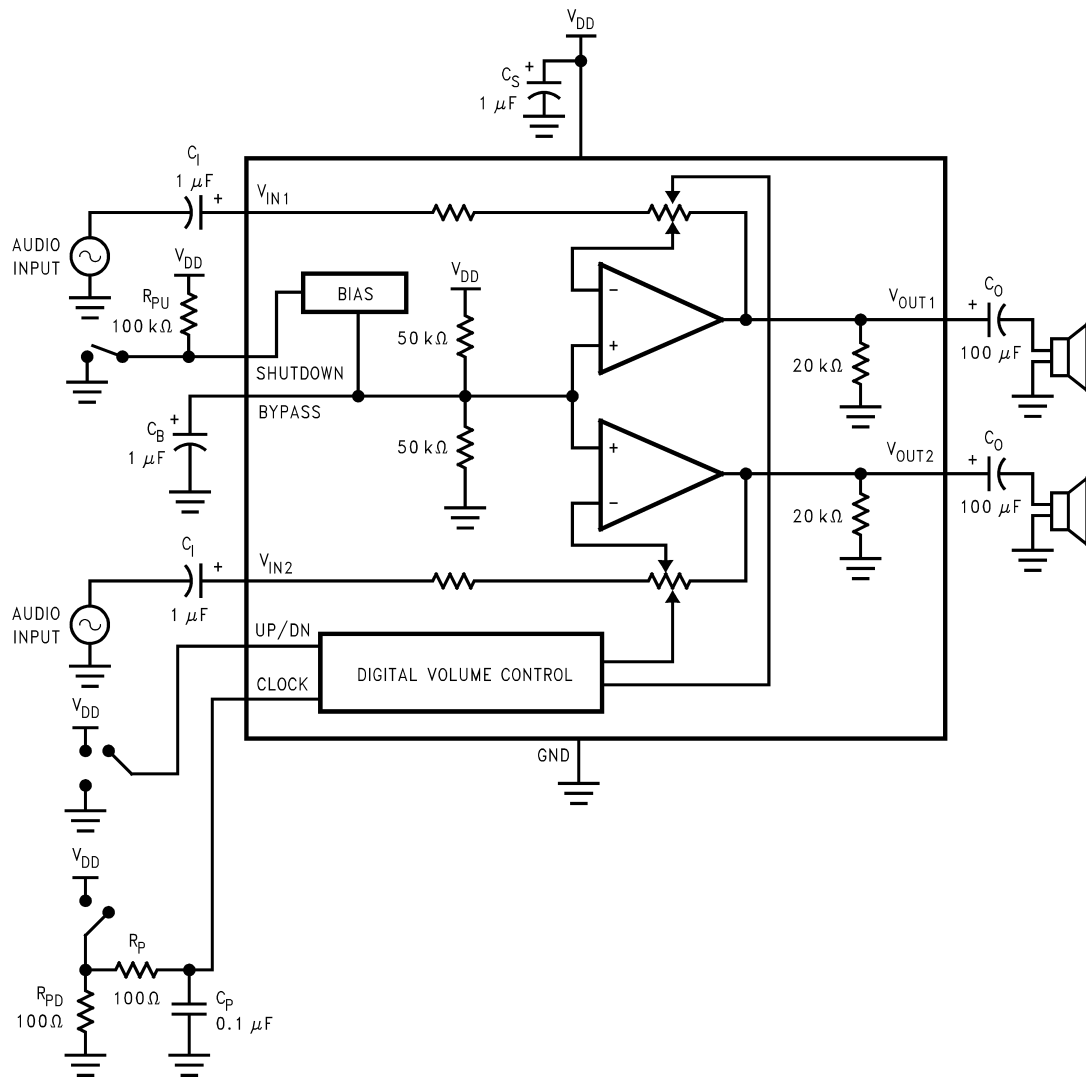 VDD
CS
+
1 µF
CI
1 µF
+
VIN1
AUDIO
INPUT
VDD
RPU
100 kΩ
BIAS
VDD
50 kΩ
−
+
VOUT1
+
CO
100 µF
20 kΩ
SHUTDOWN
BYPASS
+
CB
1 µF
50 kΩ
+
−
VOUT2
+
CO
100 µF
20 kΩ
CI
1 µF
+
VIN2
AUDIO
INPUT
UP/DN
CLOCK
DIGITAL VOLUME CONTROL
VDD
GND
VDD
RP
100Ω
RPD
100Ω
CP
0.1 µF